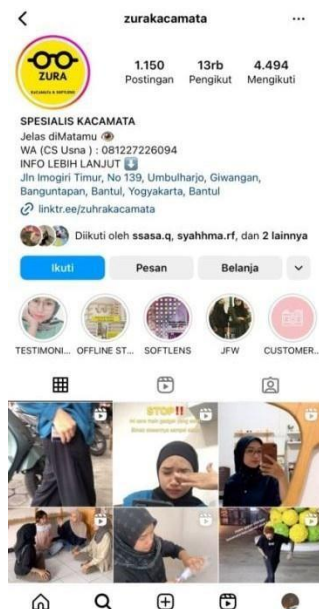 zurakacamata
ZURA
KACAMATA & SOFTLENS
1.150 13rb 4.494
Postingan Pengikut Mengikuti
SPESIALIS KACAMATA
Jelas diMatamu
WA (CS Usna ) : 081227226094
INFO LEBIH LANJUT
Jln Imogiri Timur, No 139, Umbulharjo, Giwangan,
Banguntapan, Bantul, Yogyakarta, Bantul
linktr.ee/zuhrakacamata
Diikuti oleh ssasa.q, syahhma.rf, dan 2 lainnya
Ikuti Pesan Belanja
TESTIMONI... OFFLINE ST... SOFTLENS JFW CUSTOMER...
STOP